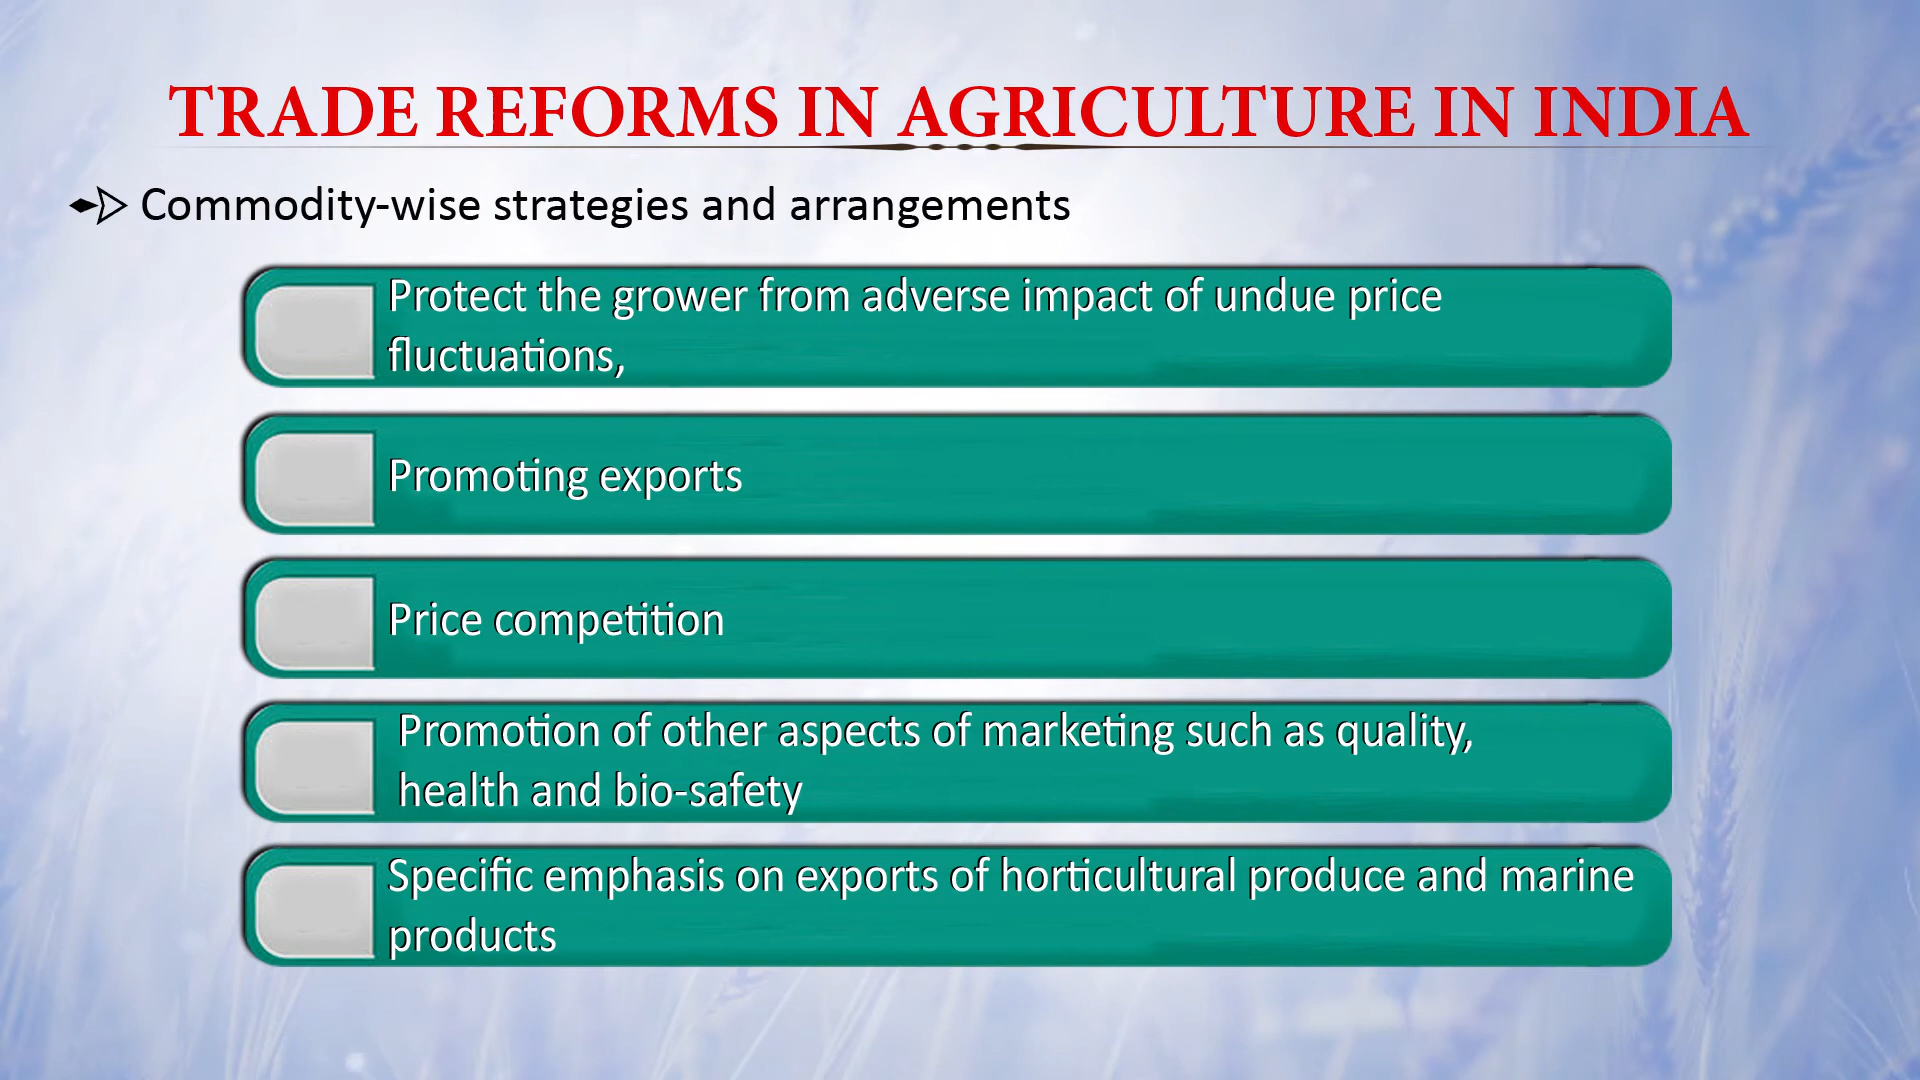 TRADE REFORMS IN AGRICULTURE IN INDIA
Commodity-wise strategies and arrangements
Protect the grower from adverse impact of undue price
fluctuations,
Promoting exports
Price competition
Promotion of other aspects of marketing such as quality,
health and bio-safety
Specific emphasis on exports of horticultural produce and marine
products